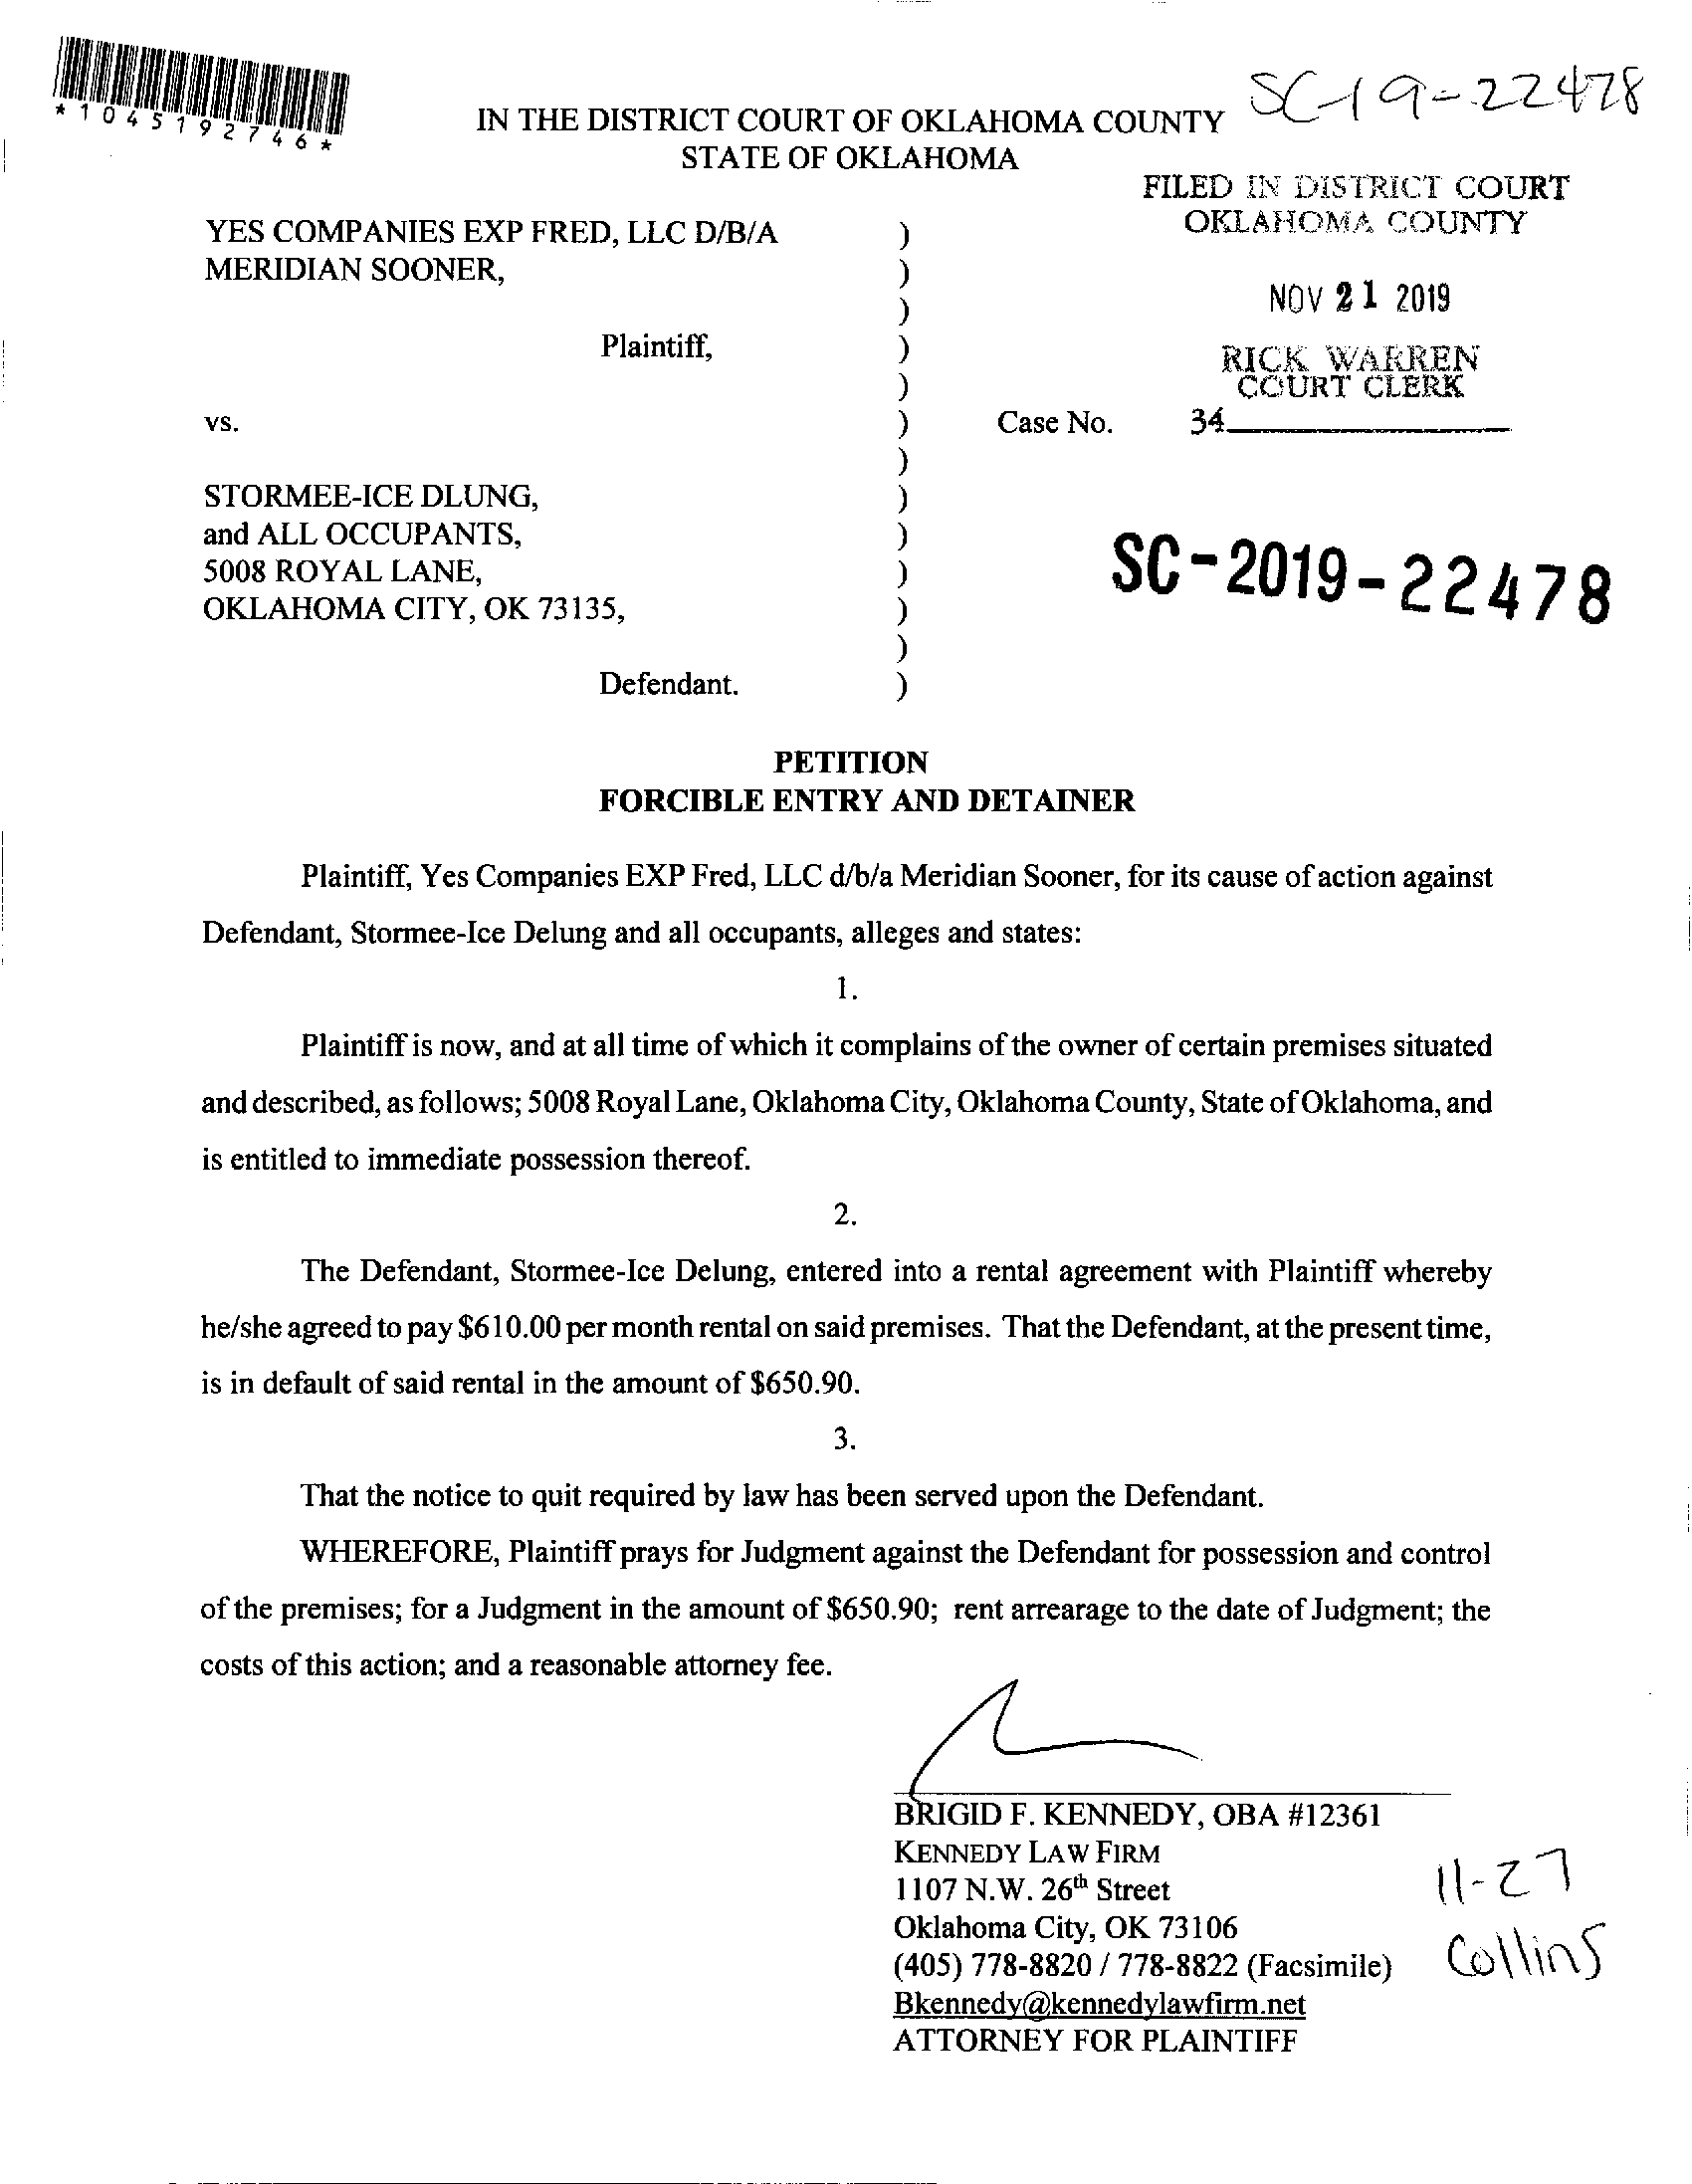 SC-19-22478
*1045192746*
IN THE DISTRICT COURT OF OKLAHOMA COUNTY
STATE OF OKLAHOMA
FILED IN DISTRICT COURT
OKLAHOMA COUNTY
NOV 21 2019
RICK WARREN
COURT CLERK
34
YES COMPANIES EXP FRED, LLC D/B/A )
MERIDIAN SOONER, )
)
Plaintiff, )
)
vs. ) Case No.
)
STORMEE-ICE DLUNG, )
and ALL OCCUPANTS, )
5008 ROYAL LANE, )
OKLAHOMA CITY, OK 73135, )
)
Defendant. )
SC-2019-22478
PETITION
FORCIBLE ENTRY AND DETAINER
Plaintiff, Yes Companies EXP Fred, LLC d/b/a Meridian Sooner, for its cause of action against
Defendant, Stormee-Ice Delung and all occupants, alleges and states:
1.
Plaintiff is now, and at all time of which it complains of the owner of certain premises situated
and described, as follows; 5008 Royal Lane, Oklahoma City, Oklahoma County, State of Oklahoma, and
is entitled to immediate possession thereof.
2.
The Defendant, Stormee-Ice Delung, entered into a rental agreement with Plaintiff whereby
he/she agreed to pay $610.00 per month rental on said premises. That the Defendant, at the present time,
is in default of said rental in the amount of $650.90.
3.
That the notice to quit required by law has been served upon the Defendant.
WHEREFORE, Plaintiff prays for Judgment against the Defendant for possession and control
of the premises; for a Judgment in the amount of $650.90; rent arrearage to the date of Judgment; the
costs of this action; and a reasonable attorney fee.
BRIGID F. KENNEDY, OBA #12361
KENNEDY LAW FIRM
1107 N.W. 26th Street
Oklahoma City, OK 73106
(405) 778-8820 / 778-8822 (Facsimile)
Bkennedy@kennedylawfirm.net
ATTORNEY FOR PLAINTIFF
11-27
Collins